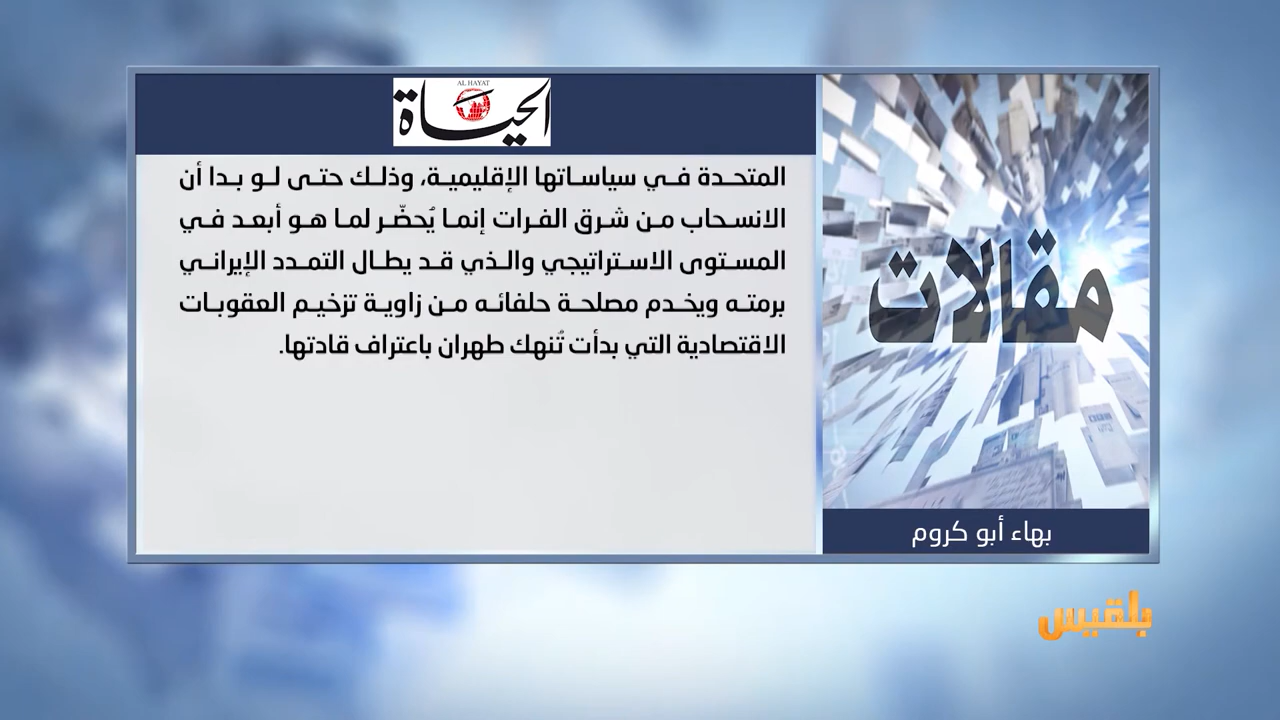 AL HAYAT
الحياة
المتحدة في سياساتها الإقليمية، وذلك حتى لو بدا أن
الانسحاب من شرق الفرات إنما يُحضّر لما هو أبعد في
المستوى الاستراتيجي والذي قد يطال التمدد الإيراني
برمته ويخدم مصلحة حلفائه من زاوية تزخيم العقوبات
الاقتصادية التي بدأت تُنهك طهران باعتراف قادتها.
مقالات
بهاء أبو كروم
بلقيس